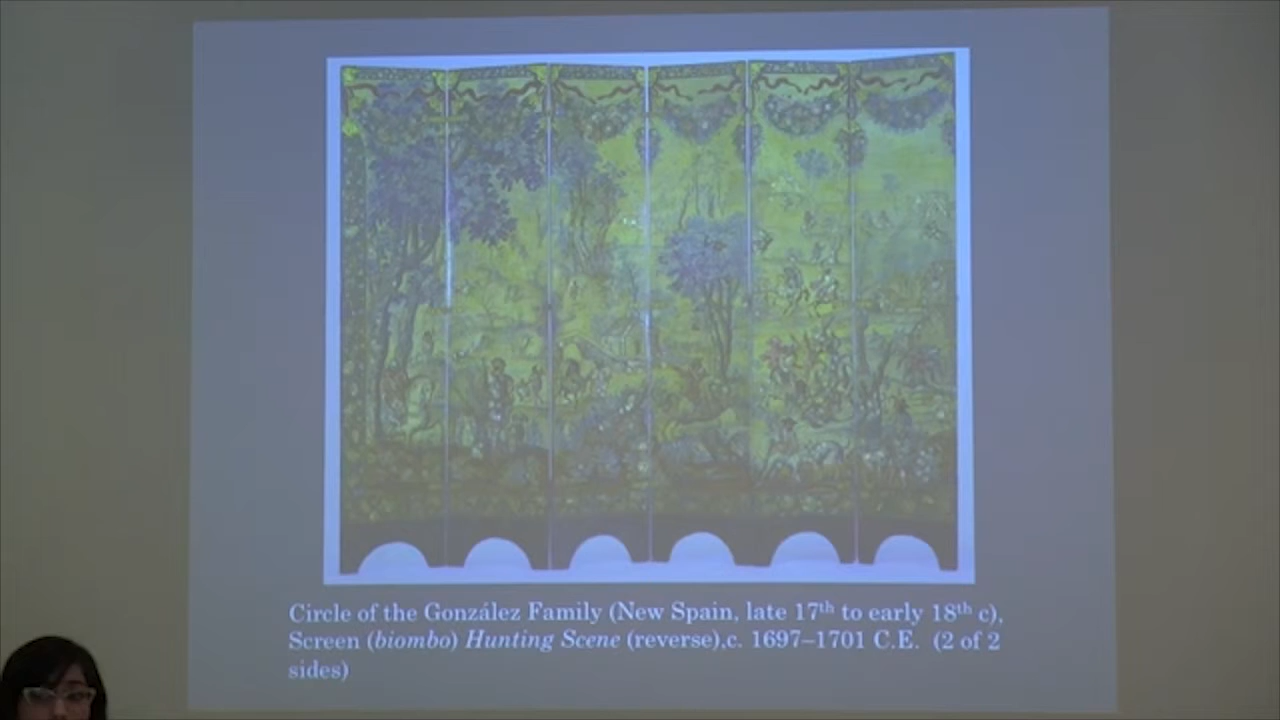 Circle of the González Family (New Spain, late 17th to early 18th c),
Screen (biombo) Hunting Scene (reverse),c. 1697–1701 C.E.  (2 of 2
sides)